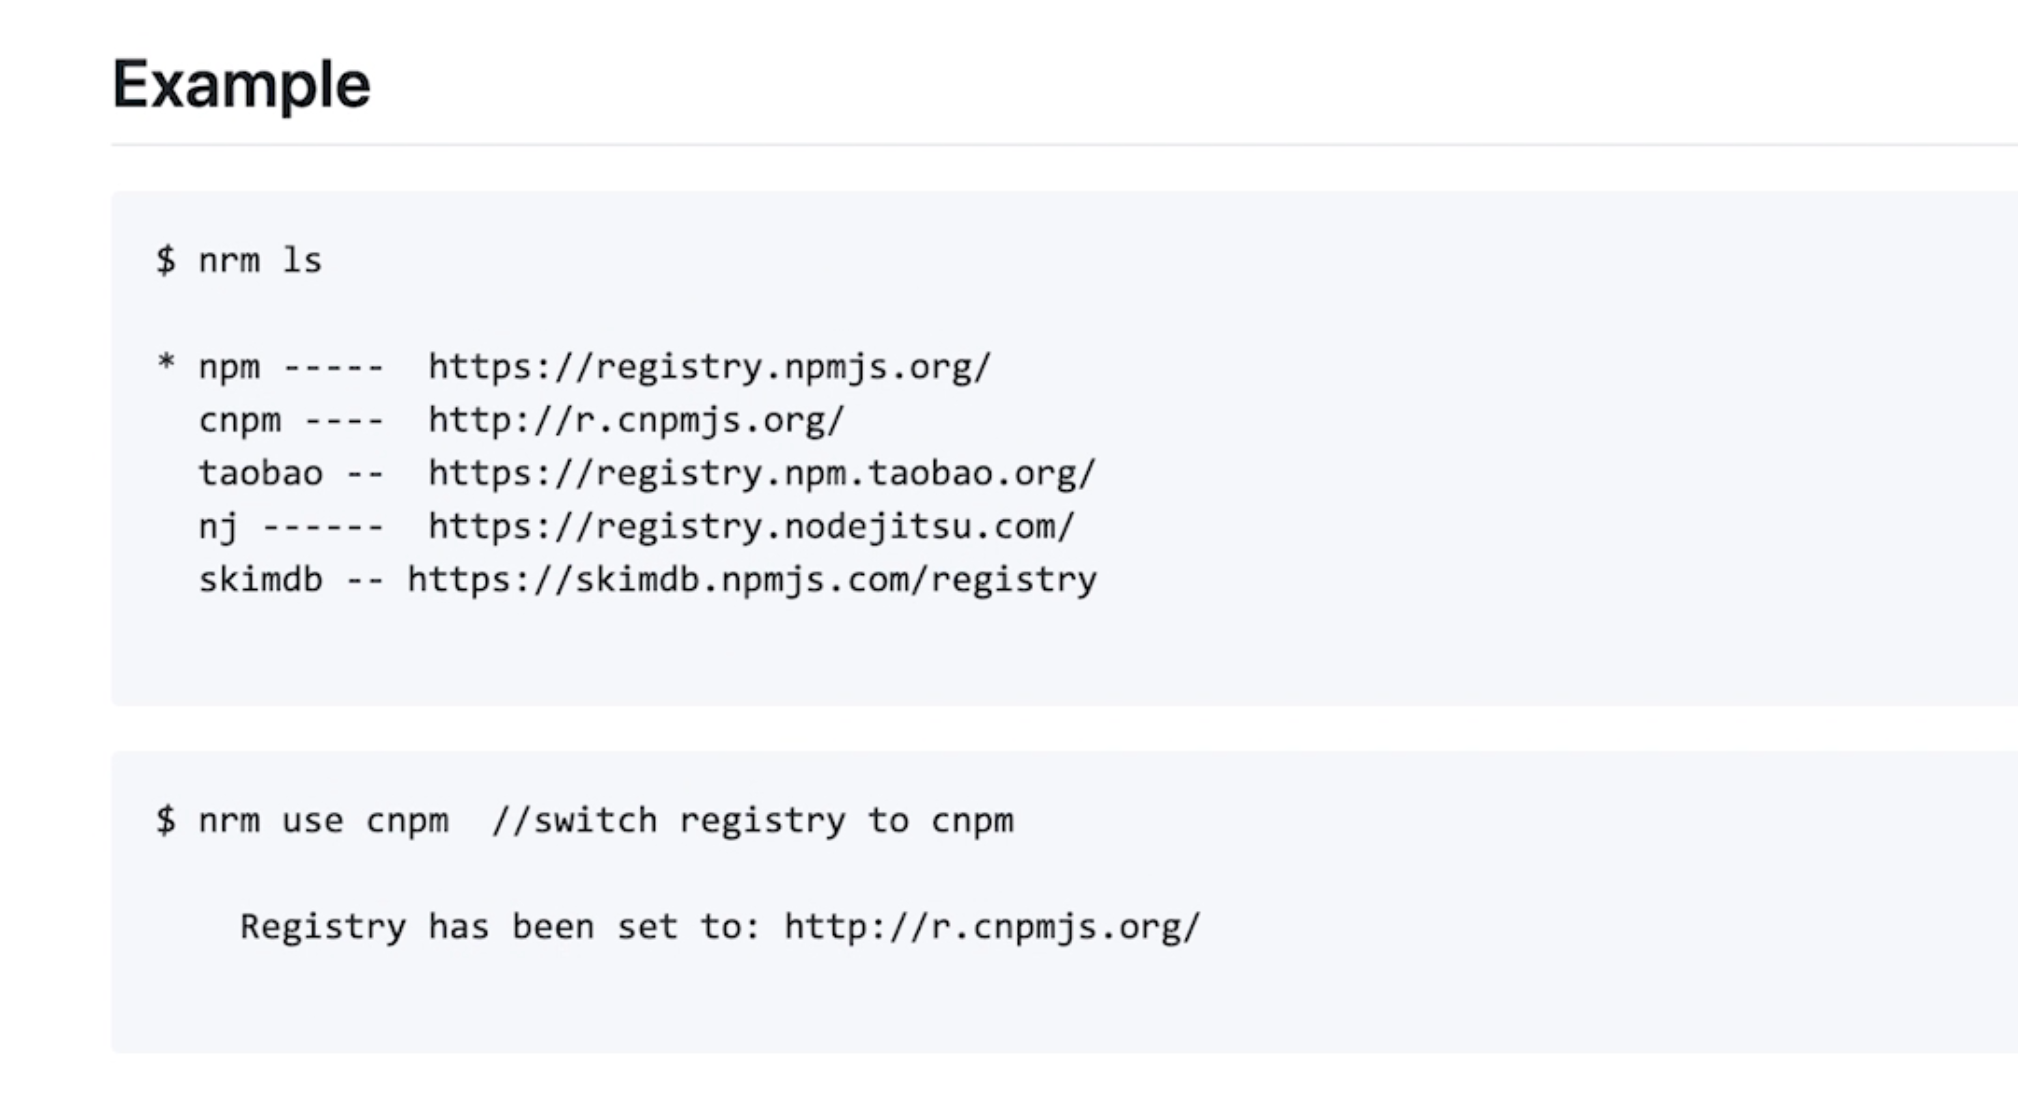 Example
$ nrm ls
* npm -----  https://registry.npmjs.org/
  cnpm ----  http://r.cnpmjs.org/
  taobao --  https://registry.npm.taobao.org/
  nj ------  https://registry.nodejitsu.com/
  skimdb -- https://skimdb.npmjs.com/registry
$ nrm use cnpm  //switch registry to cnpm
    Registry has been set to: http://r.cnpmjs.org/